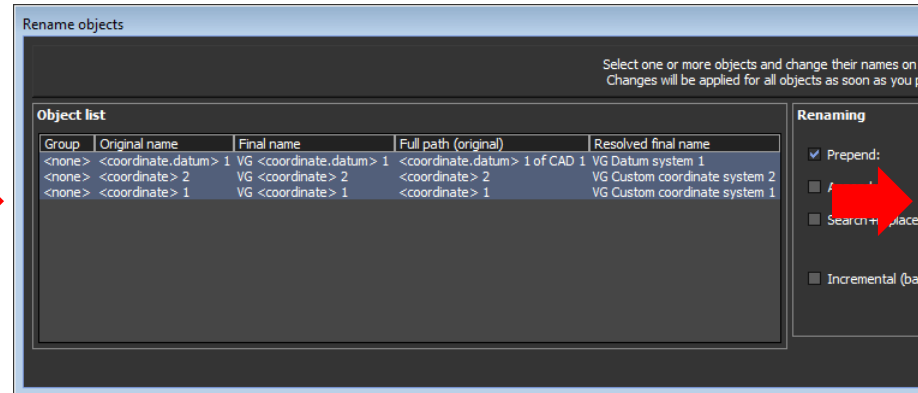 Rename objects
Select one or more objects and change their names on
Changes will be applied for all objects as soon as you
Object list
Group Original name Final name Full path (original) Resolved final name
<none> <coordinate.datum> 1 VG <coordinate.datum> 1 <coordinate.datum> 1 of CAD 1 VG Datum system 1
<none> <coordinate> 2 VG <coordinate> 2 <coordinate> 2 VG Custom coordinate system 2
<none> <coordinate> 1 VG <coordinate> 1 <coordinate> 1 VG Custom coordinate system 1
Renaming
Prepend:
Incremental